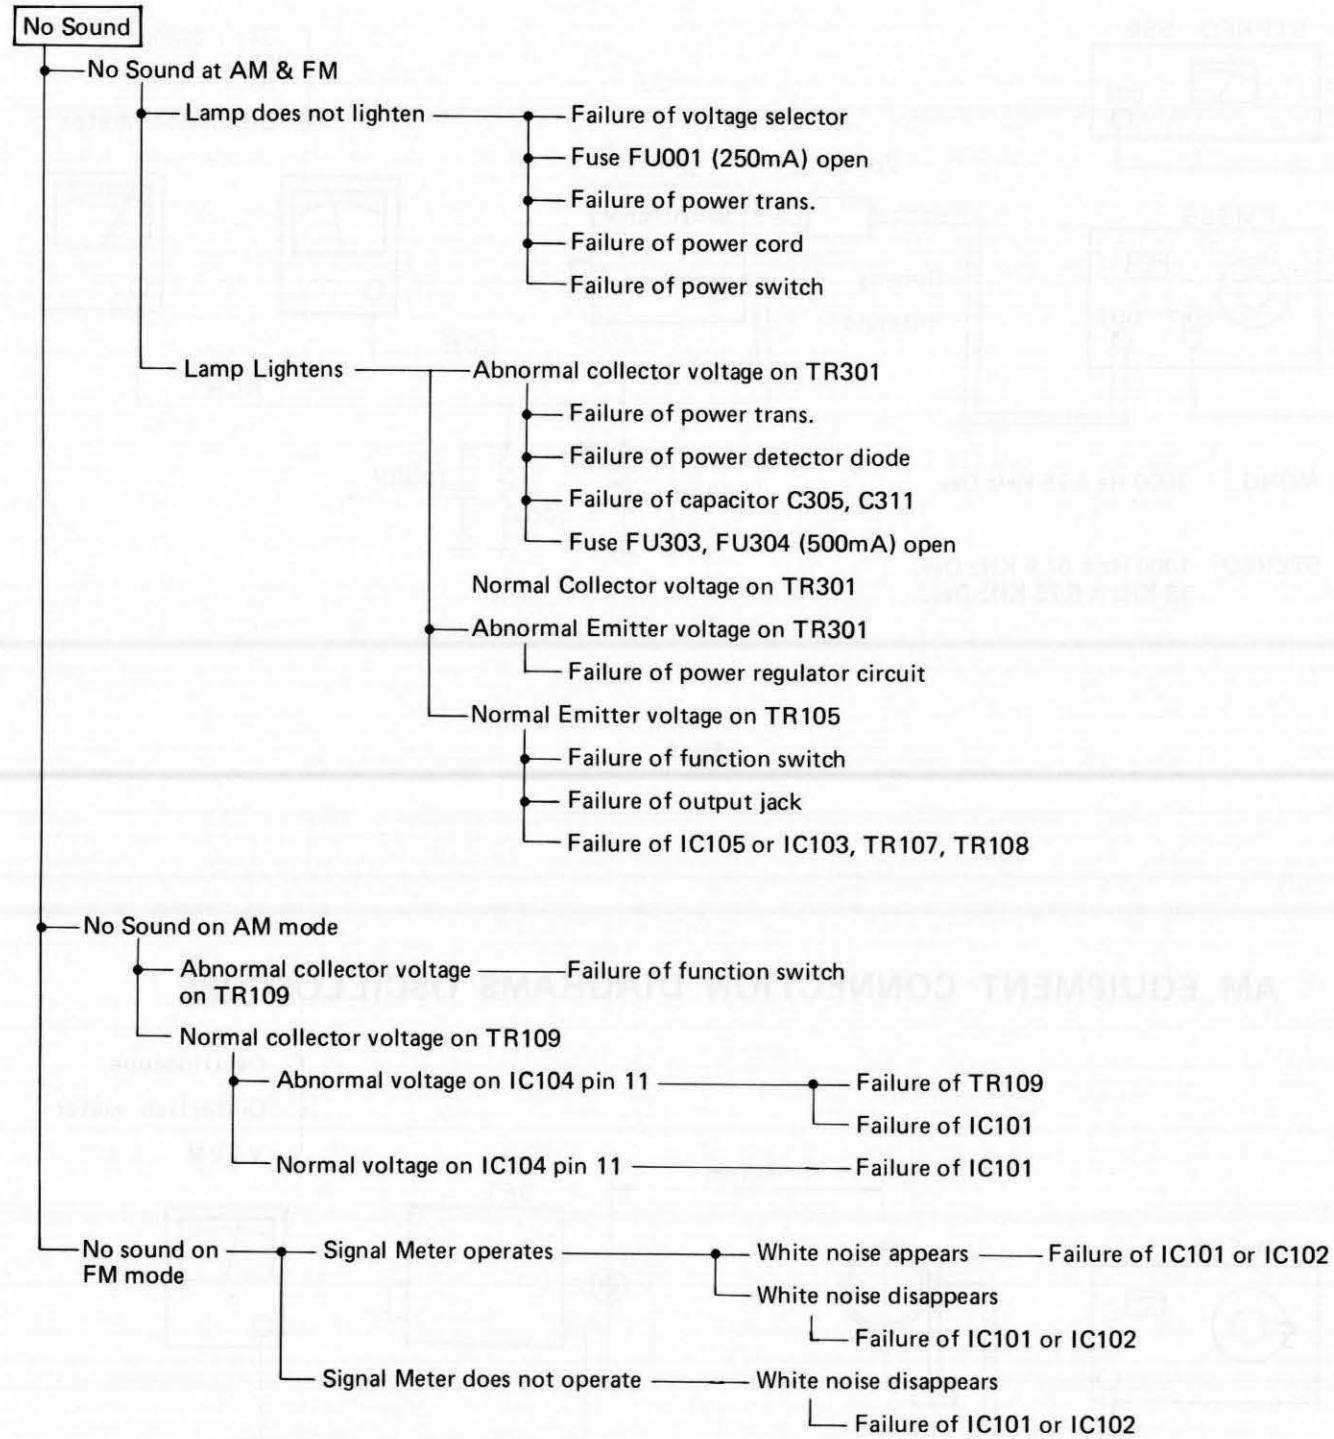 No Sound
No Sound at AM & FM
Lamp does not lighten
Failure of voltage selector
Fuse FU001 (250mA) open
Failure of power trans.
Failure of power cord
Failure of power switch
Lamp Lightens
Abnormal collector voltage on TR301
Failure of power trans.
Failure of power detector diode
Failure of capacitor C305, C311
Fuse FU303, FU304 (500mA) open
Normal Collector voltage on TR301
Abnormal Emitter voltage on TR301
Failure of power regulator circuit
Normal Emitter voltage on TR105
Failure of function switch
Failure of output jack
Failure of IC105 or IC103, TR107, TR108
No Sound on AM mode
Abnormal collector voltage
on TR109
Failure of function switch
Normal collector voltage on TR109
Abnormal voltage on IC104 pin 11
Failure of TR109
Failure of IC101
Normal voltage on IC104 pin 11
Failure of IC101
No sound on
FM mode
Signal Meter operates
White noise appears
Failure of IC101 or IC102
White noise disappears
Failure of IC101 or IC102
Signal Meter does not operate
White noise disappears
Failure of IC101 or IC102